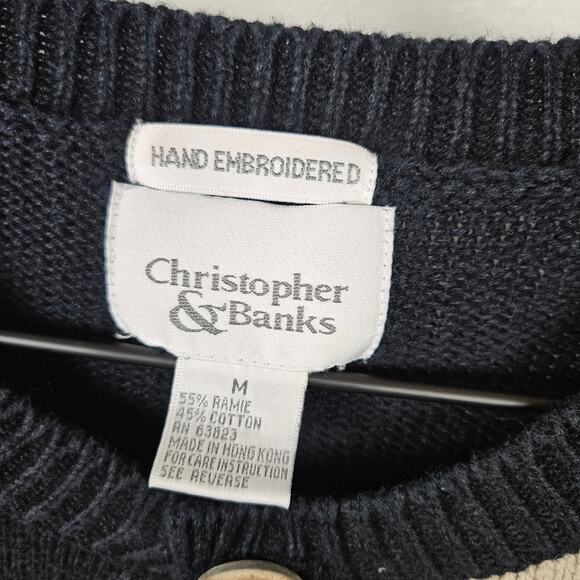 HAND EMBROIDERED
Christopher
& Banks
M
55% RAMIE
45% COTTON
RN 63823
MADE IN HONG KONG
FOR CARE INSTRUCTION
SEE REVERSE